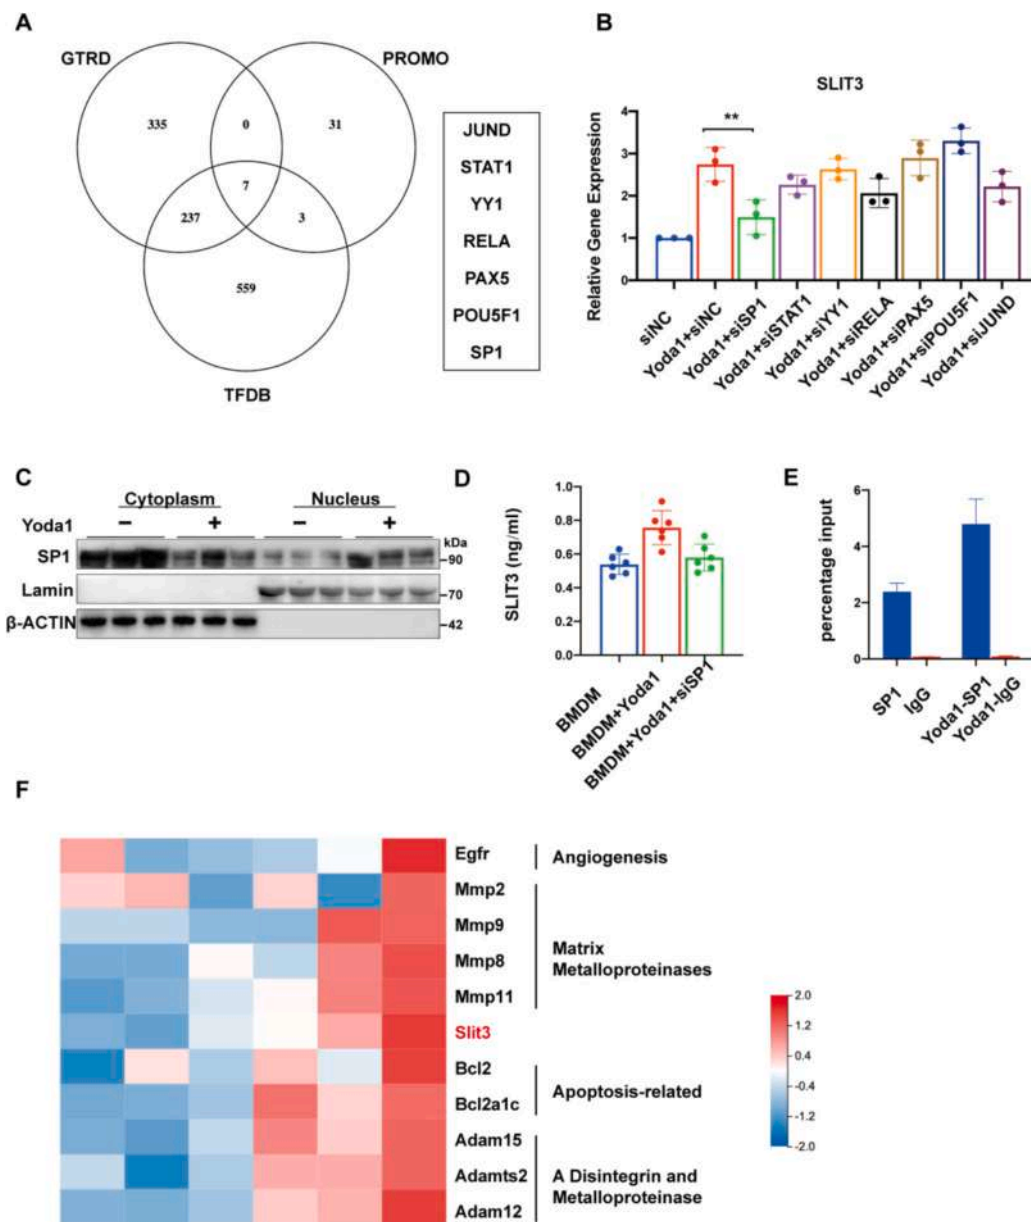 A
GTRD
PROMO
335
0
31
7
237
3
559
TFDB
JUND
STAT1
YY1
RELA
PAX5
POU5F1
SP1
B
SLIT3
**
Relative Gene Expression
4
3
2
1
0
siNC
Yoda1+siNC
Yoda1+siSP1
Yoda1+siSTAT1
Yoda1+siYY1
Yoda1+siRELA
Yoda1+siPAX5
Yoda1+siPOU5F1
Yoda1+siJUND
C
Cytoplasm
Nucleus
Yoda1
− + − +
kDa
SP1
90
Lamin
70
β-ACTIN
42
D
SLIT3 (ng/ml)
1.0
0.8
0.6
0.4
0.2
0.0
BMDM
BMDM+Yoda1
BMDM+Yoda1+siSP1
E
percentage input
6
4
2
0
SP1
IgG
Yoda1-SP1
Yoda1-IgG
F
Egfr
Mmp2
Mmp9
Mmp8
Mmp11
Slit3
Bcl2
Bcl2a1c
Adam15
Adamts2
Adam12
Angiogenesis
Matrix
Metalloproteinases
Apoptosis-related
A Disintegrin and
Metalloproteinase
2.0
1.2
0.4
-0.4
-1.2
-2.0